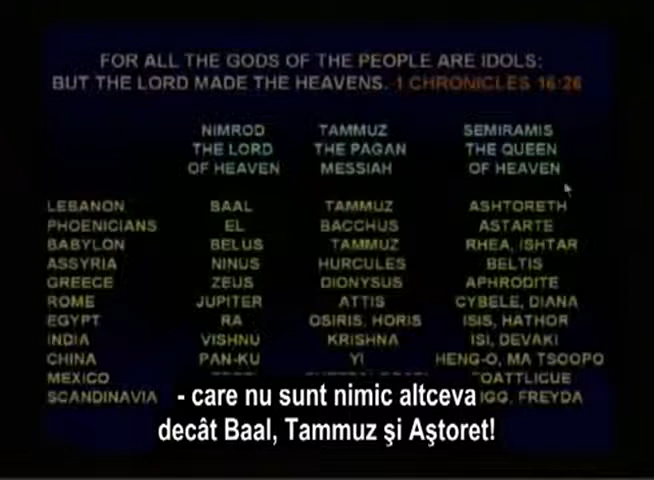 FOR ALL THE GODS OF THE PEOPLE ARE IDOLS:
BUT THE LORD MADE THE HEAVENS. 1 CHRONICLES 16:26
NIMROD TAMMUZ SEMIRAMIS
THE LORD THE PAGAN THE QUEEN
OF HEAVEN MESSIAH OF HEAVEN
LEBANON BAAL TAMMUZ ASHTORETH
PHOENICIANS EL BACCHUS ASTARTE
BABYLON BELUS TAMMUZ RHEA, ISHTAR
ASSYRIA NINUS HURCULES BELTIS
GREECE ZEUS DIONYSUS APHRODITE
ROME JUPITER ATTIS CYBELE, DIANA
EGYPT RA OSIRIS, HORIS ISIS, HATHOR
INDIA VISHNU KRISHNA ISI, DEVAKI
CHINA PAN-KU YI HENG-O, MA TSOOPO
MEXICO OATTLICUE
SCANDINAVIA IGG, FREYDA
- care nu sunt nimic altceva
decât Baal, Tammuz şi Aştoret!